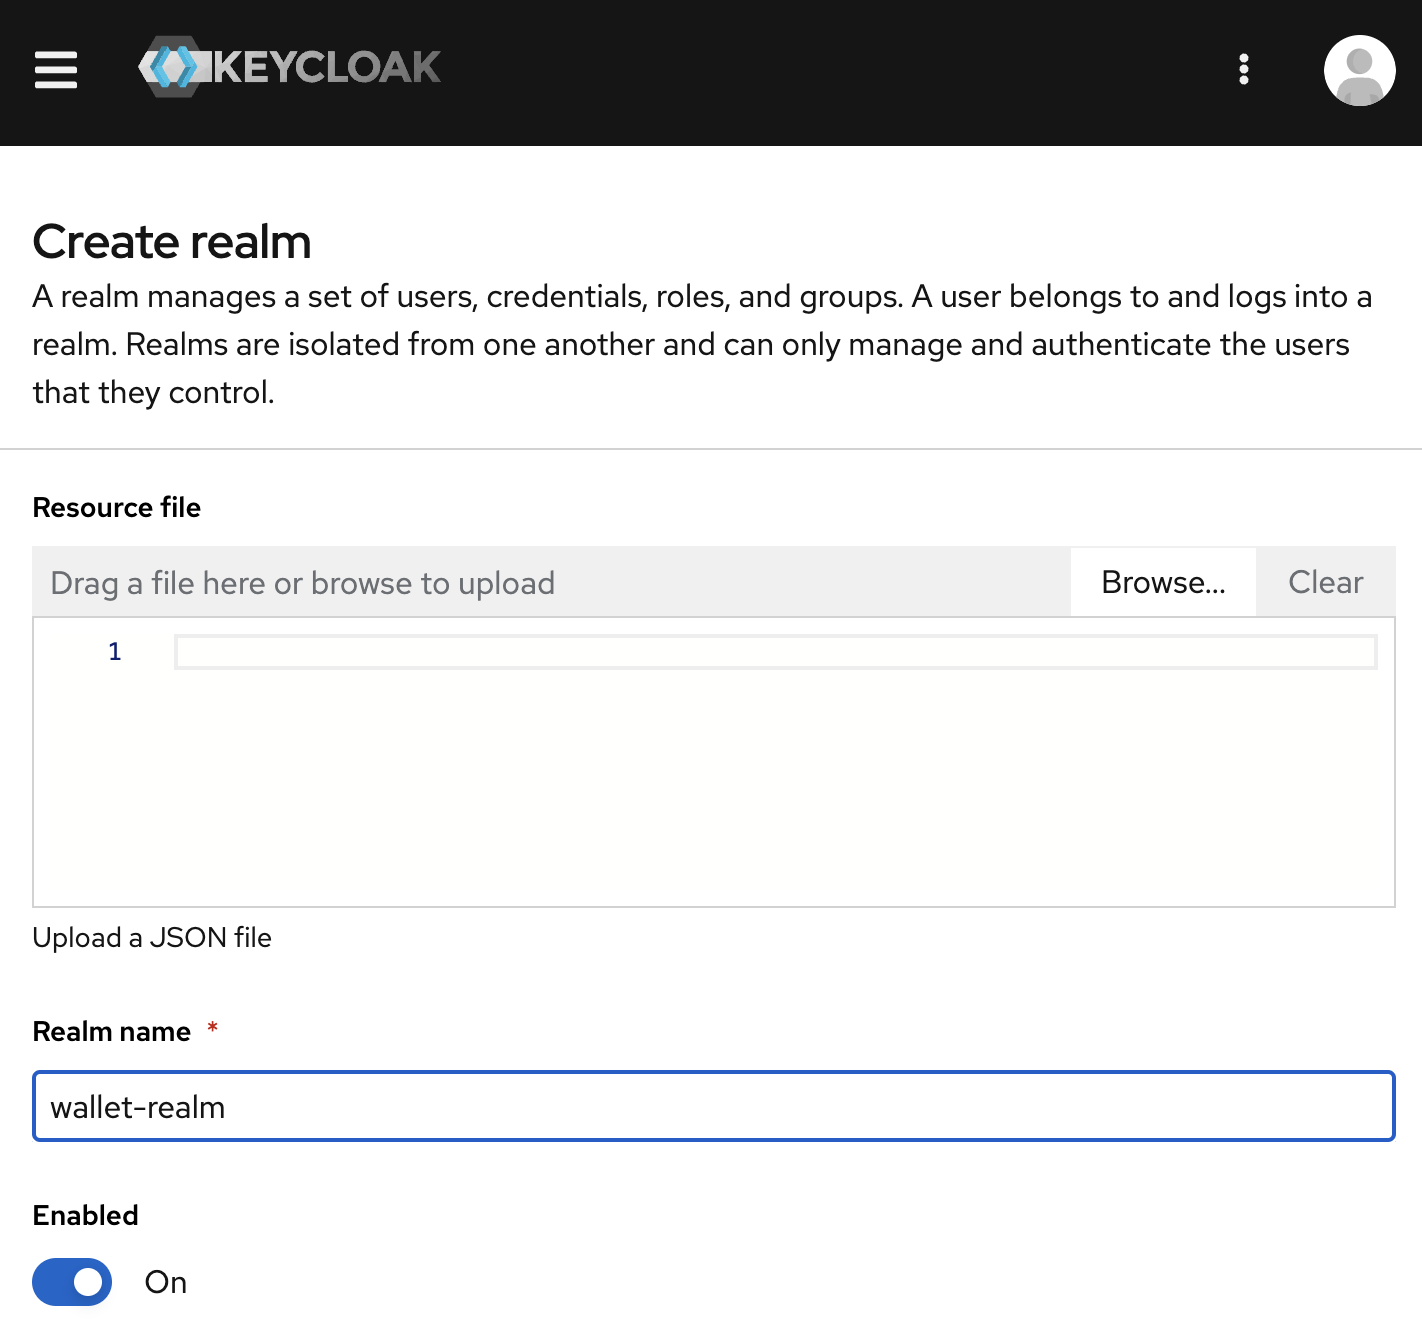 KEYCLOAK
Create realm
A realm manages a set of users, credentials, roles, and groups. A user belongs to and logs into a
realm. Realms are isolated from one another and can only manage and authenticate the users
that they control.
Resource file
Drag a file here or browse to upload
Browse...
Clear
1
Upload a JSON file
Realm name *
wallet-realm
Enabled
On